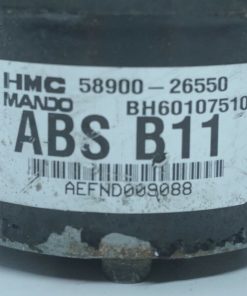 HMC 58900-26550
MANDO BH60107510
ABS B11
AEFND009088